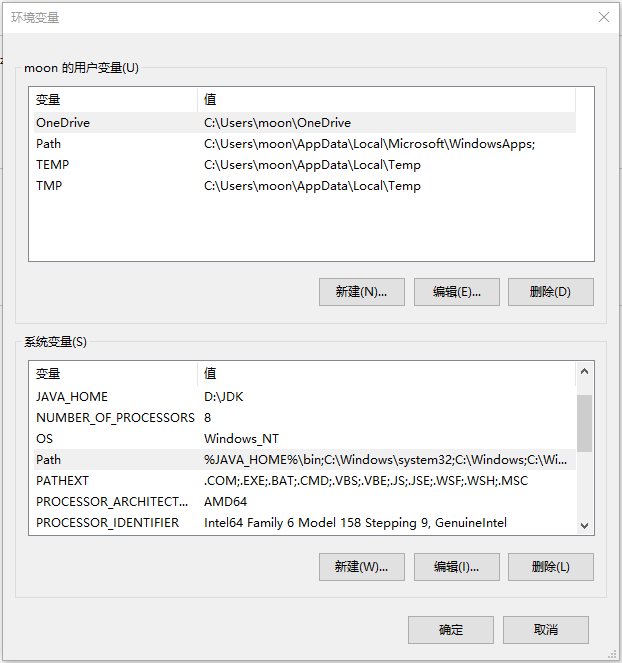 环境变量
moon 的用户变量(U)
变量 值
OneDrive C:\Users\moon\OneDrive
Path C:\Users\moon\AppData\Local\Microsoft\WindowsApps;
TEMP C:\Users\moon\AppData\Local\Temp
TMP C:\Users\moon\AppData\Local\Temp
新建(N)... 编辑(E)... 删除(D)
系统变量(S)
变量 值
JAVA_HOME D:\JDK
NUMBER_OF_PROCESSORS 8
OS Windows_NT
Path %JAVA_HOME%\bin;C:\Windows\system32;C:\Windows;C:\Wi...
PATHEXT .COM;.EXE;.BAT;.CMD;.VBS;.VBE;.JS;.JSE;.WSF;.WSH;.MSC
PROCESSOR_ARCHITECT... AMD64
PROCESSOR_IDENTIFIER Intel64 Family 6 Model 158 Stepping 9, GenuineIntel
新建(W)... 编辑(I)... 删除(L)
确定 取消